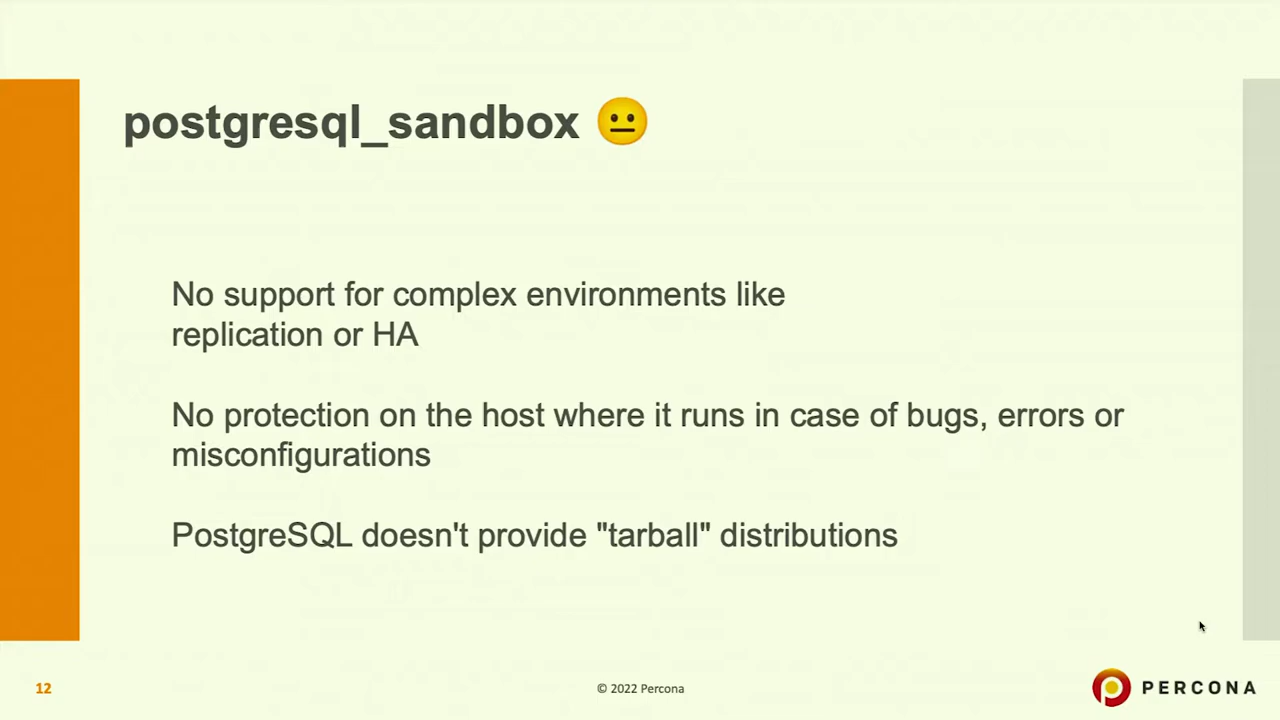 postgresql_sandbox 😐
No support for complex environments like
replication or HA
No protection on the host where it runs in case of bugs, errors or
misconfigurations
PostgreSQL doesn't provide "tarball" distributions
12
© 2022 Percona
PERCONA